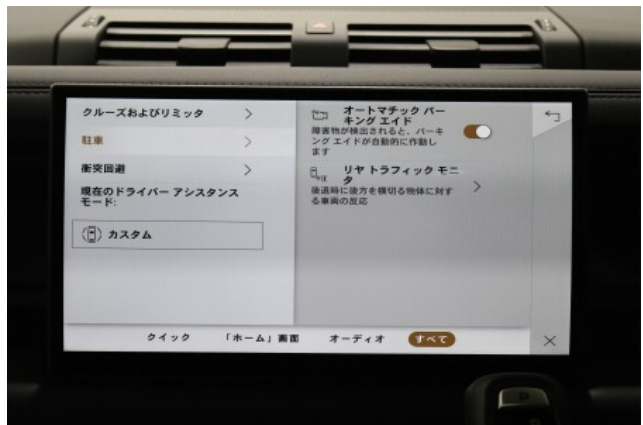 クルーズおよびリミッタ
駐車
衝突回避
現在のドライバー アシスタンス
モード:
カスタム
オートマチック パー
キング エイド
障害物が検出されると、パーキ
ング エイドが自動的に作動し
ます
リヤ トラフィック モニ
タ
後退時に後方を横切る物体に対す
る車両の反応
クイック
「ホーム」画面
オーディオ
すべて